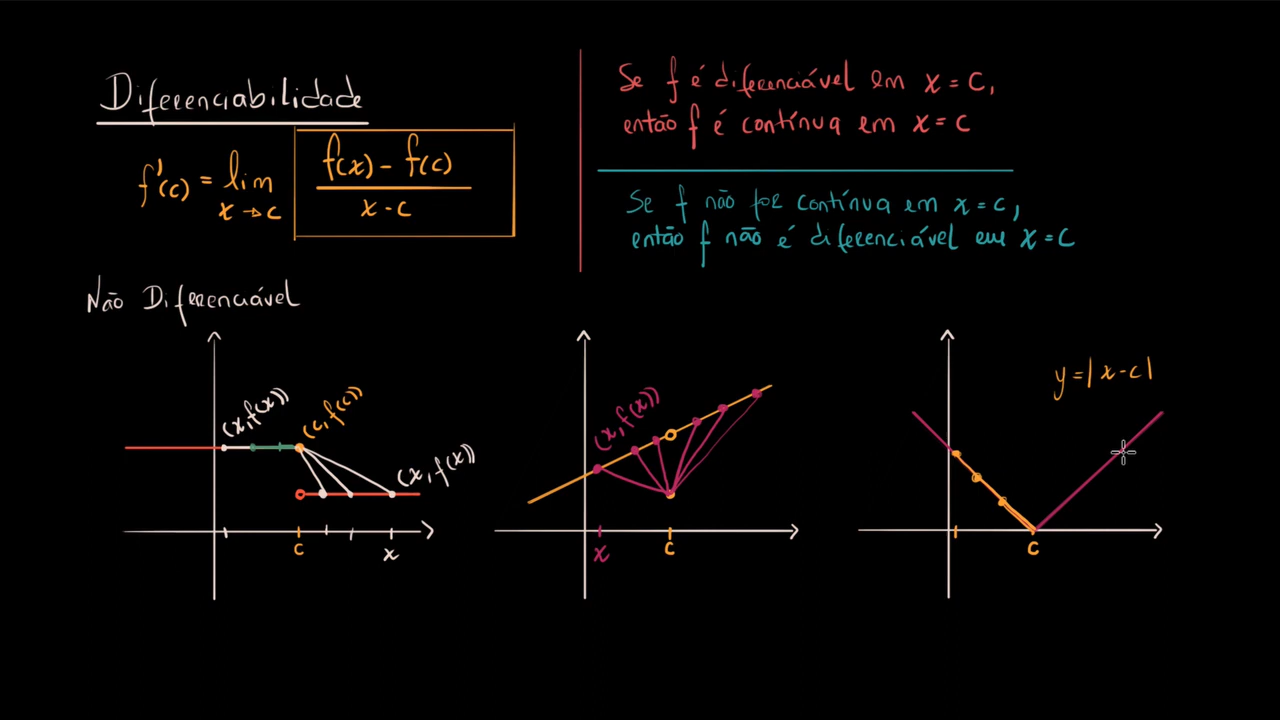 Diferenciabilidade
f'(c) = lim x→c f(x) - f(c) / x - c
Se f é diferenciável em x = c,
então f é contínua em x = c
Se f não for contínua em x = c,
então f não é diferenciável em x = c
Não Diferenciável
(x, f(x))
(c, f(c))
(x, f(x))
c
x
(x, f(x))
x
c
y = |x - c|
c